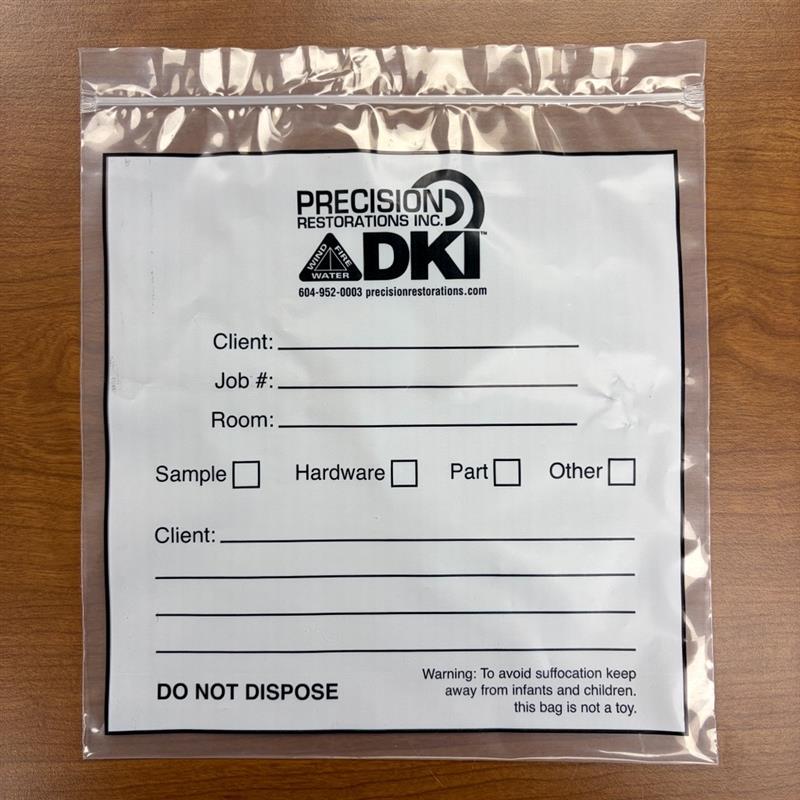 PRECISION
RESTORATIONS INC.
WIND FIRE WATER
DKI™
604-952-0003 precisionrestorations.com
Client:
Job #:
Room:
Sample Hardware Part Other
Client:
DO NOT DISPOSE
Warning: To avoid suffocation keep
away from infants and children.
this bag is not a toy.